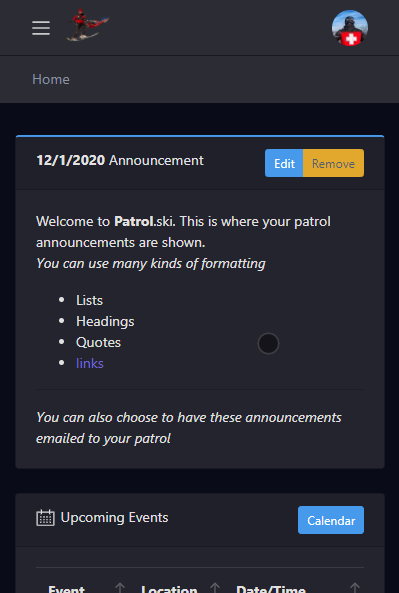 Home
12/1/2020 Announcement
Edit
Remove
Welcome to Patrol.ski. This is where your patrol
announcements are shown.
You can use many kinds of formatting
Lists
Headings
Quotes
links
You can also choose to have these announcements
emailed to your patrol
Upcoming Events
Calendar
Event
Location
Date/Time